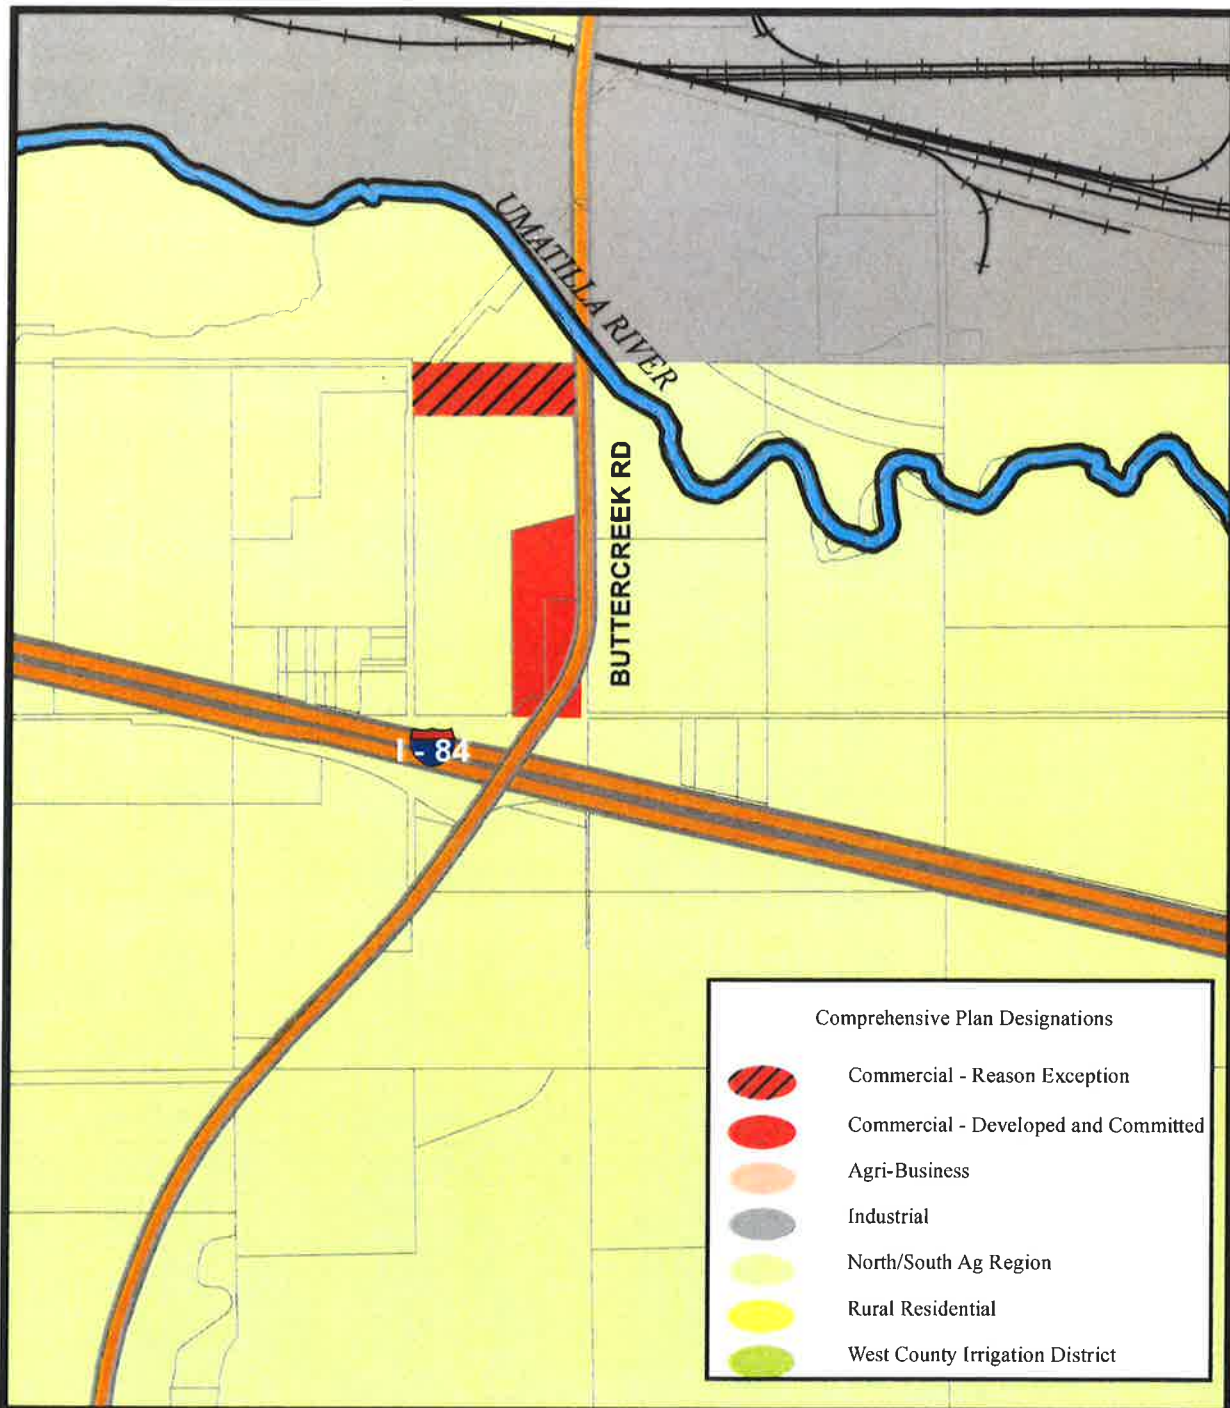 UMATILLA RIVER
BUTTERCREEK RD
I - 84
Comprehensive Plan Designations
Commercial - Reason Exception
Commercial - Developed and Committed
Agri-Business
Industrial
North/South Ag Region
Rural Residential
West County Irrigation District